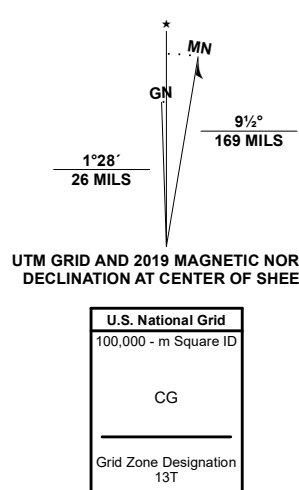 ★
MN
GN
9½°
169 MILS
1°28´
26 MILS
UTM GRID AND 2019 MAGNETIC NOR
DECLINATION AT CENTER OF SHEE
U.S. National Grid
100,000 - m Square ID
CG
Grid Zone Designation
13T